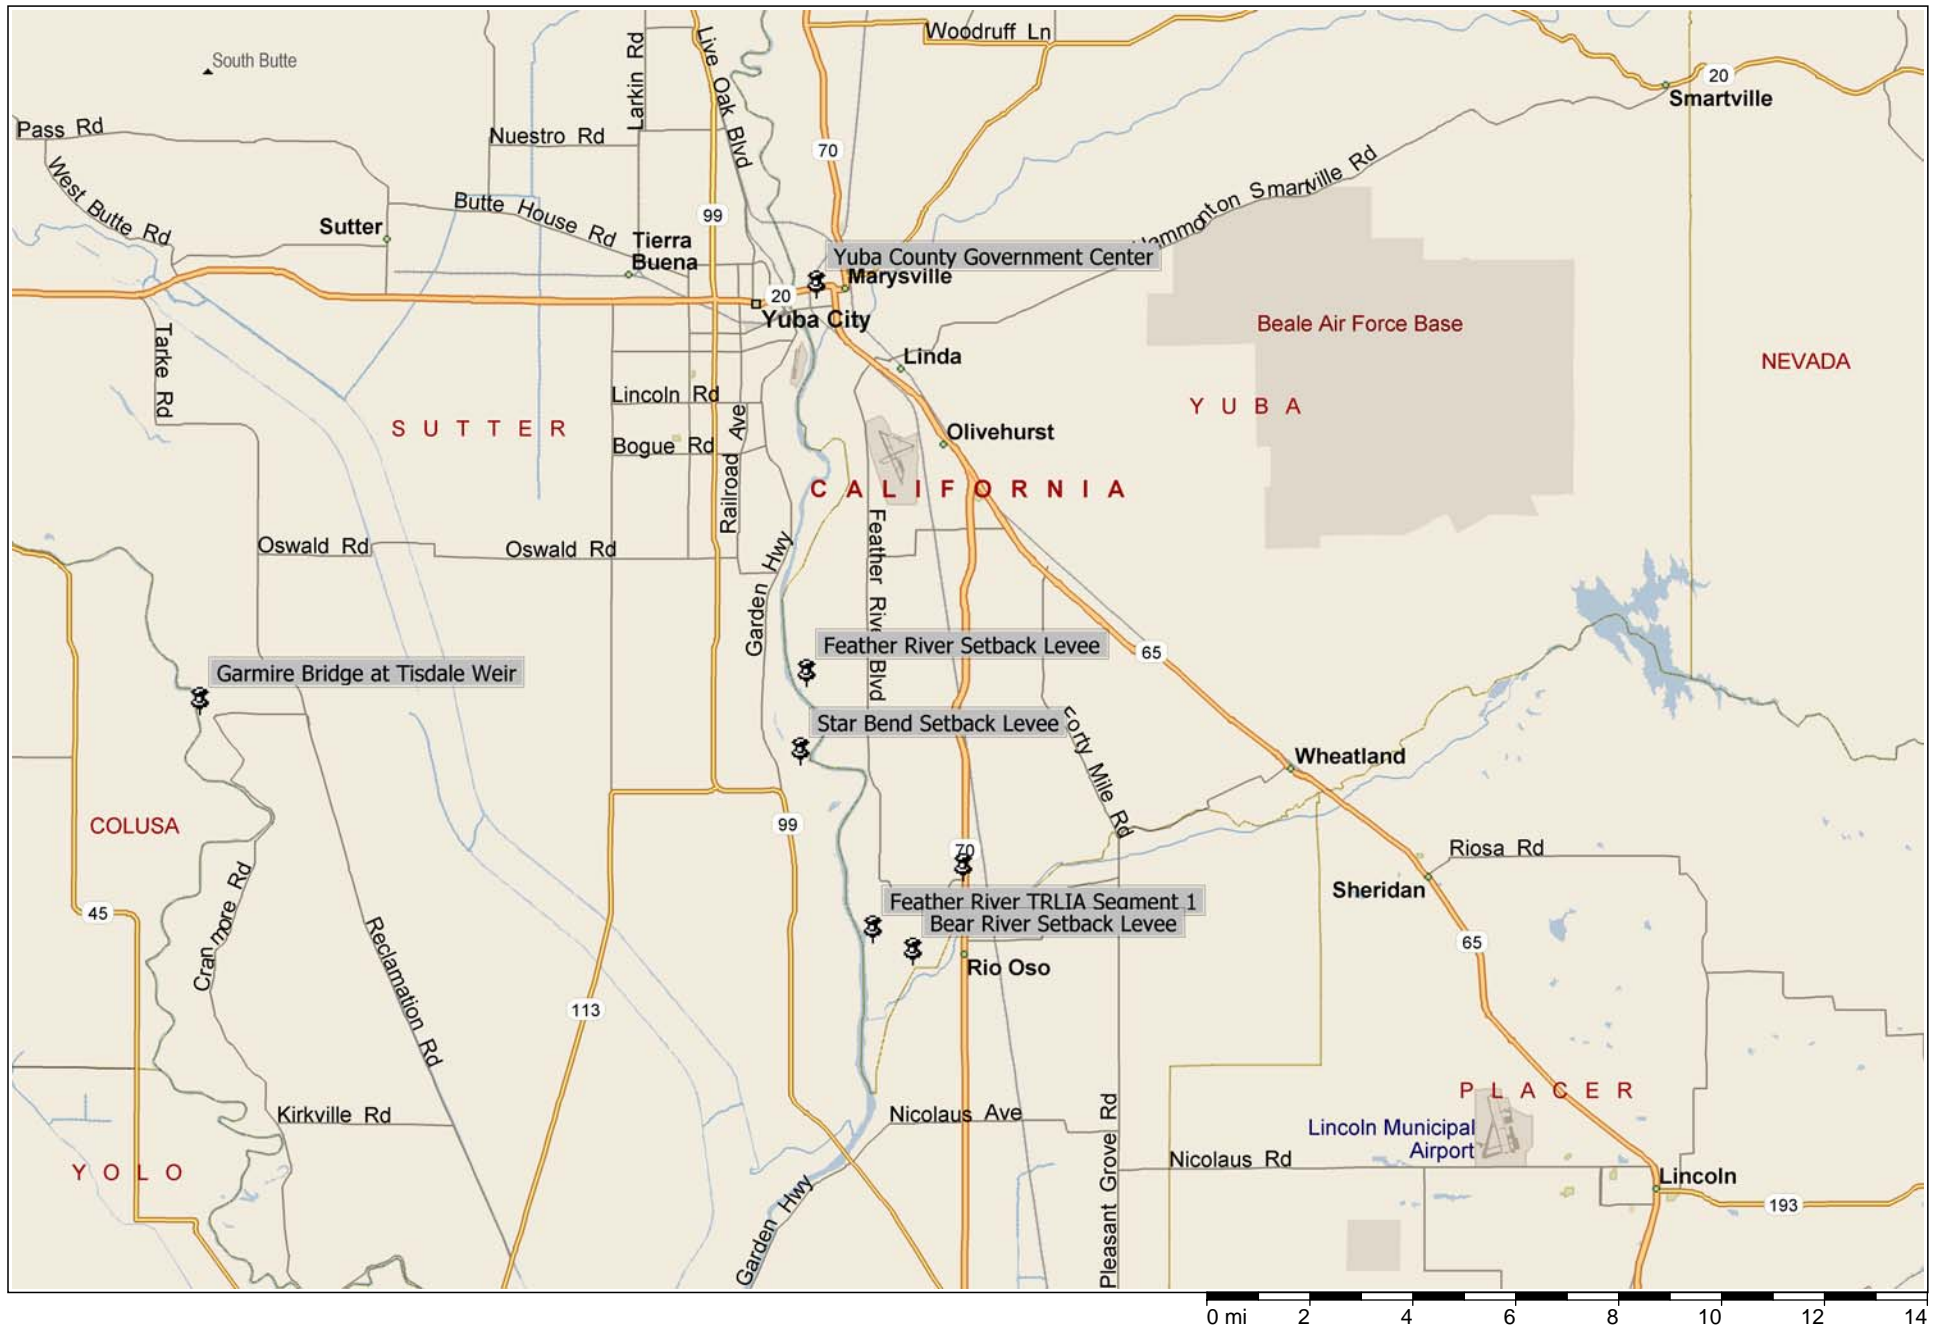 Woodruff Ln
South Butte
Larkin Rd
Live Oak Blvd
20
Smartville
Pass Rd
Nuestro Rd
70
West Butte Rd
Butte House Rd
99
Hammonton Smartville Rd
Sutter
Tierra
Buena
Yuba County Government Center
Marysville
20
Yuba City
Beale Air Force Base
Tarke Rd
Linda
NEVADA
Lincoln Rd
YUBA
SUTTER
Railroad Ave
Olivehurst
Bogue Rd
CALIFORNIA
Oswald Rd
Oswald Rd
Garden Hwy
Feather River Blvd
Feather River Setback Levee
65
Garmire Bridge at Tisdale Weir
Star Bend Setback Levee
Forty Mile Rd
Wheatland
COLUSA
99
70
Riosa Rd
Sheridan
Feather River TRLIA Segment 1
45
Cranmore Rd
Bear River Setback Levee
65
Reclamation Rd
Rio Oso
113
PLACER
Kirkville Rd
Nicolaus Ave
Lincoln Municipal
Airport
YOLO
Pleasant Grove Rd
Nicolaus Rd
Lincoln
193
Garden Hwy
0 mi 2 4 6 8 10 12 14